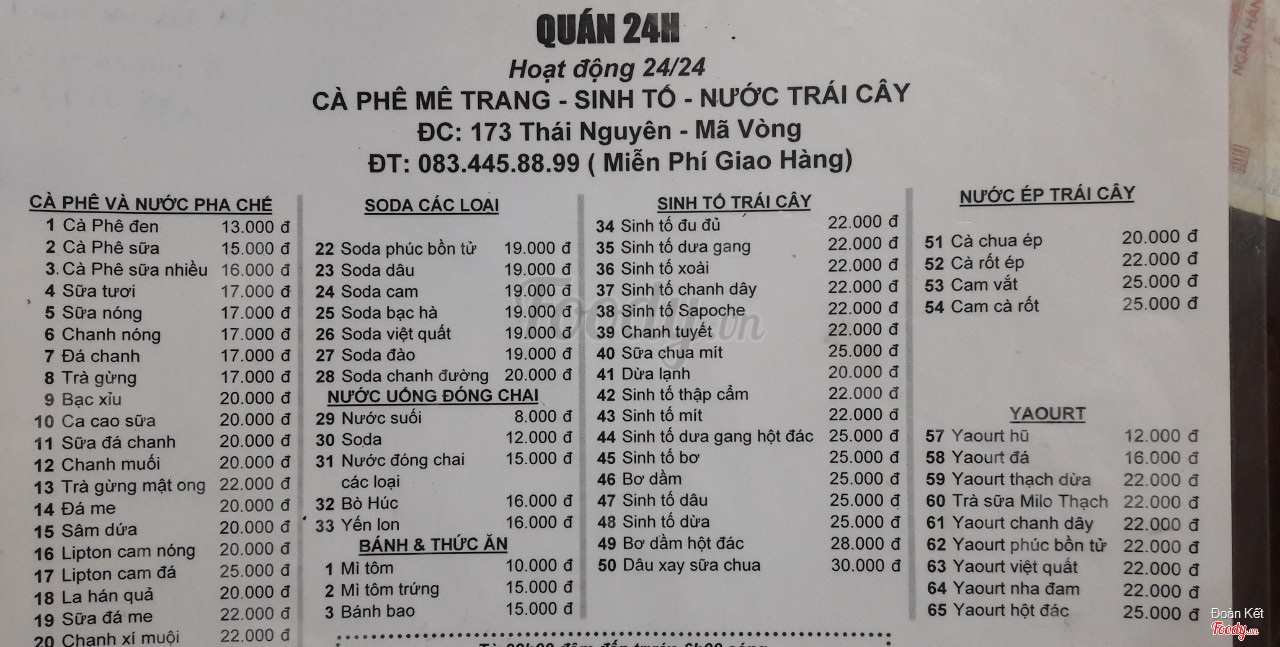 QUÁN 24H
Hoạt động 24/24
CÀ PHÊ MÊ TRANG - SINH TỐ - NƯỚC TRÁI CÂY
ĐC: 173 Thái Nguyên - Mã Vòng
ĐT: 083.445.88.99 ( Miễn Phí Giao Hàng)
CÀ PHÊ VÀ NƯỚC PHA CHÉ
1 Cà Phê đen 13.000 đ
2 Cà Phê sữa 15.000 đ
3. Cà Phê sữa nhiều 16.000 đ
4 Sữa tươi 17.000 đ
5 Sữa nóng 17.000 đ
6 Chanh nóng 17.000 đ
7 Đá chanh 17.000 đ
8 Trà gừng 17.000 đ
9 Bạc xỉu 20.000 đ
10 Ca cao sữa 20.000 đ
11 Sữa đá chanh 20.000 đ
12 Chanh muối 20.000 đ
13 Trà gừng mật ong 22.000 đ
14 Đá me 20.000 đ
15 Sâm dứa 20.000 đ
16 Lipton cam nóng 20.000 đ
17 Lipton cam đá 25.000 đ
18 La hán quả 20.000 đ
19 Sữa đá me 22.000 đ
20 Chanh xí muội 22.000 đ
SODA CÁC LOẠI
22 Soda phúc bồn tử 19.000 đ
23 Soda dâu 19.000 đ
24 Soda cam 19.000 đ
25 Soda bạc hà 19.000 đ
26 Soda việt quất 19.000 đ
27 Soda đào 19.000 đ
28 Soda chanh đường 20.000 đ
NƯỚC UỐNG ĐÓNG CHAI
29 Nước suối 8.000 đ
30 Soda 12.000 đ
31 Nước đóng chai 15.000 đ
các loại
32 Bò Húc 16.000 đ
33 Yến lon 16.000 đ
BÁNH & THỨC ĂN
1 Mì tôm 10.000 đ
2 Mì tôm trứng 15.000 đ
3 Bánh bao 15.000 đ
SINH TỐ TRÁI CÂY
34 Sinh tố đu đủ 22.000 đ
35 Sinh tố dưa gang 22.000 đ
36 Sinh tố xoài 22.000 đ
37 Sinh tố chanh dây 22.000 đ
38 Sinh tố Sapoche 22.000 đ
39 Chanh tuyết 22.000 đ
40 Sữa chua mít 25.000 đ
41 Dừa lạnh 20.000 đ
42 Sinh tố thập cẩm 22.000 đ
43 Sinh tố mít 22.000 đ
44 Sinh tố dưa gang hột đác 25.000 đ
45 Sinh tố bơ 25.000 đ
46 Bơ dầm 25.000 đ
47 Sinh tố dâu 25.000 đ
48 Sinh tố dừa 25.000 đ
49 Bơ dầm hột đác 28.000 đ
50 Dâu xay sữa chua 30.000 đ
NƯỚC ÉP TRÁI CÂY
51 Cà chua ép 20.000 đ
52 Cà rốt ép 22.000 đ
53 Cam vắt 25.000 đ
54 Cam cà rốt 25.000 đ
YAOURT
57 Yaourt hũ 12.000 đ
58 Yaourt đá 16.000 đ
59 Yaourt thạch dừa 22.000 đ
60 Trà sữa Milo Thạch 22.000 đ
61 Yaourt chanh dây 22.000 đ
62 Yaourt phúc bồn tử 22.000 đ
63 Yaourt việt quất 22.000 đ
64 Yaourt nha đam 22.000 đ
65 Yaourt hột đác 25.000 đ
Foody.vn
NGÂN HÀN
Đoàn Kết
Foody.vn